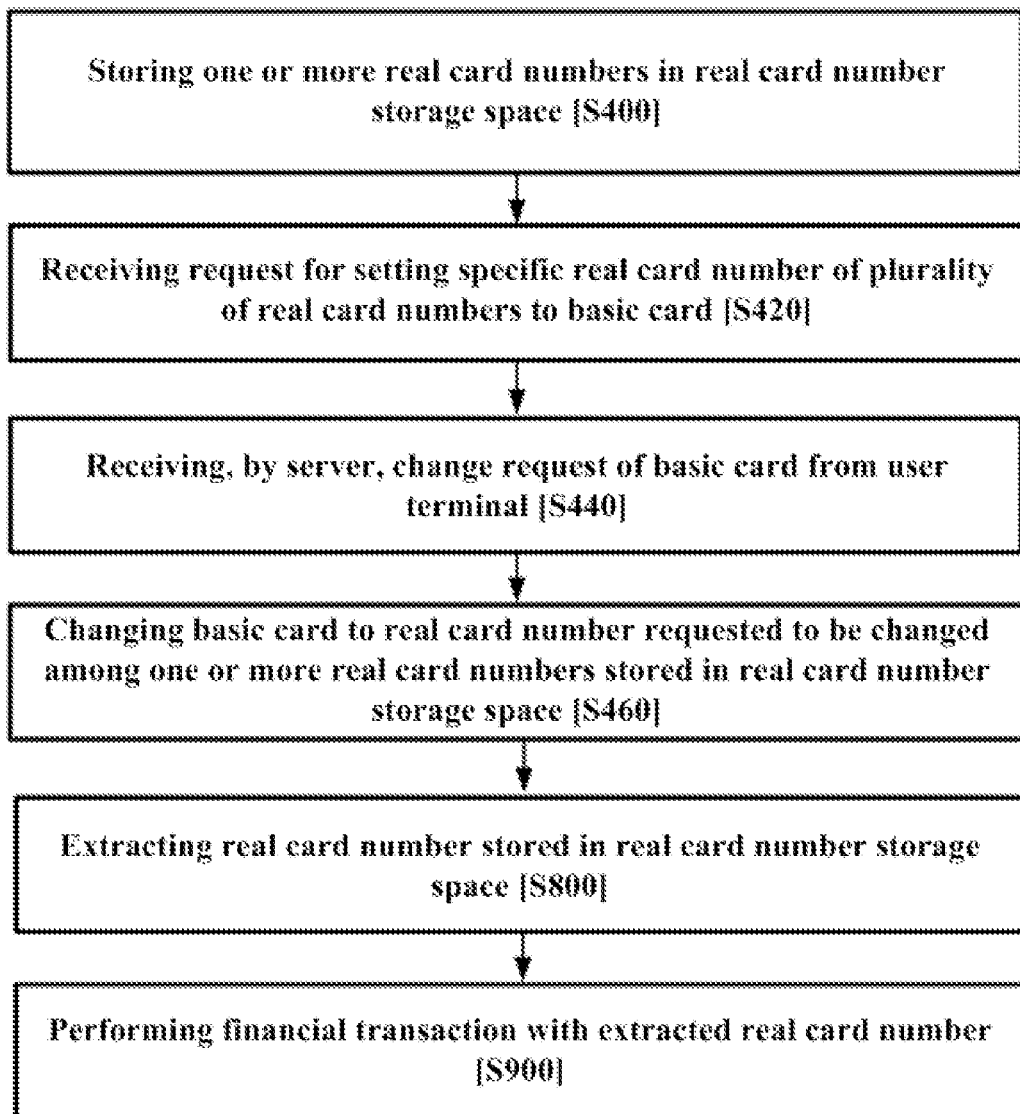 Storing one or more real card numbers in real card number
storage space [S400]
Receiving request for setting specific real card number of plurality
of real card numbers to basic card [S420]
Receiving, by server, change request of basic card from user
terminal [S440]
Changing basic card to real card number requested to be changed
among one or more real card numbers stored in real card number
storage space [S460]
Extracting real card number stored in real card number storage
space [S800]
Performing financial transaction with extracted real card number
[S900]